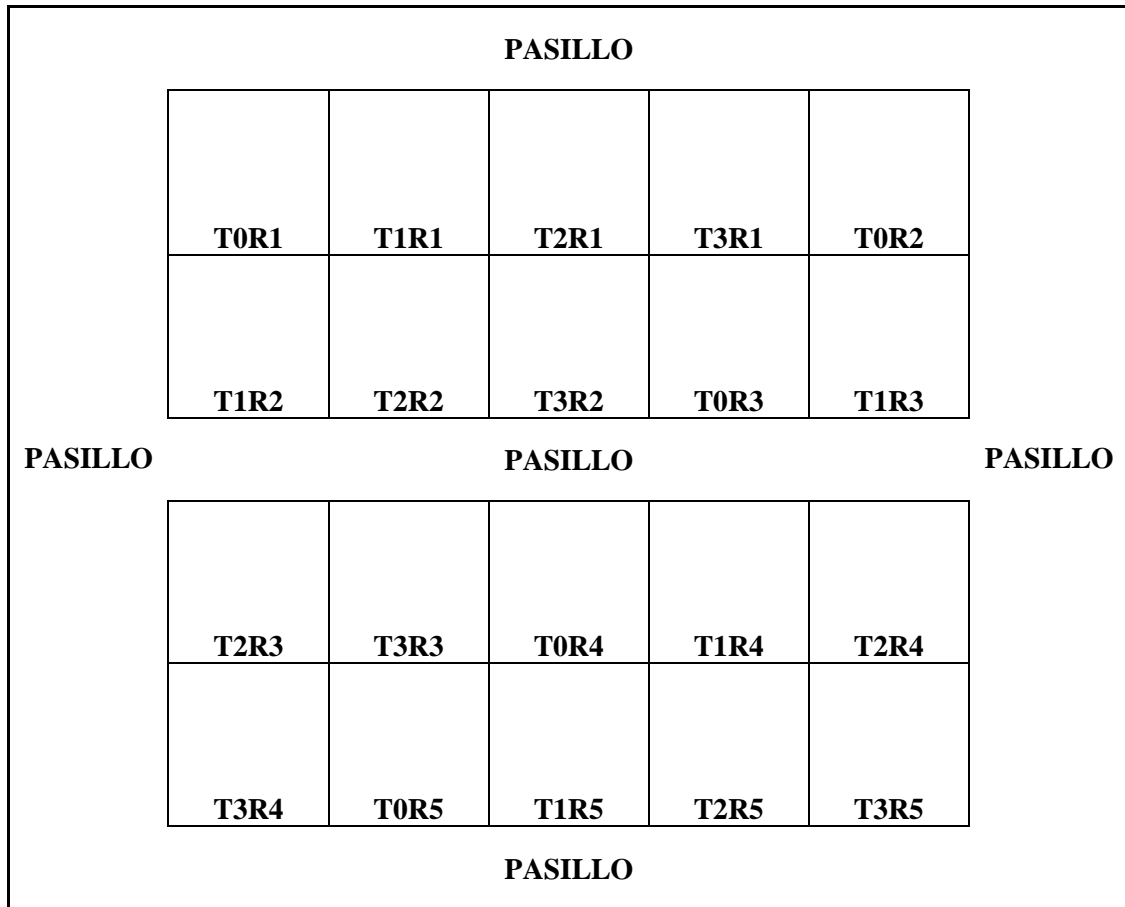 PASILLO
T0R1 T1R1 T2R1 T3R1 T0R2
T1R2 T2R2 T3R2 T0R3 T1R3
PASILLO PASILLO PASILLO
T2R3 T3R3 T0R4 T1R4 T2R4
T3R4 T0R5 T1R5 T2R5 T3R5
PASILLO